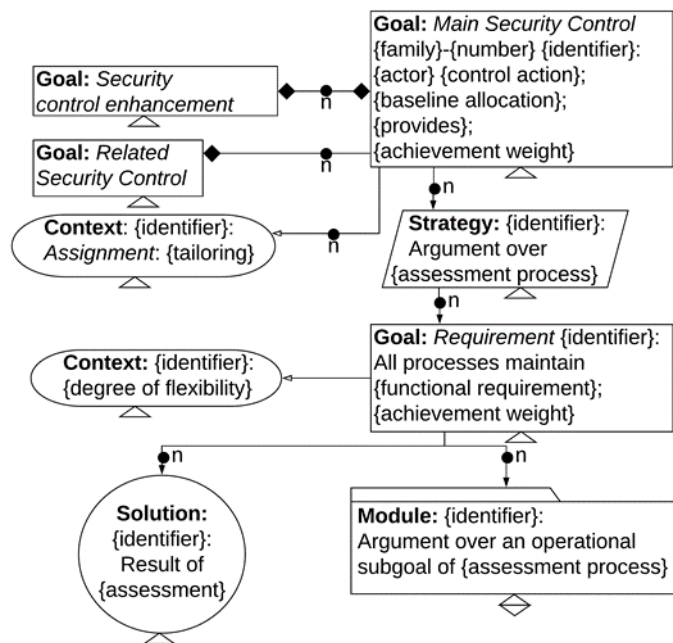 Goal: Main Security Control
{family}-{number} {identifier}:
{actor} {control action};
{baseline allocation};
{provides};
{achievement weight}
Goal: Security
control enhancement
n
Goal: Related
Security Control
n
n
Context: {identifier}:
Assignment: {tailoring}
n
Strategy: {identifier}:
Argument over
{assessment process}
n
Goal: Requirement {identifier}:
All processes maintain
{functional requirement};
{achievement weight}
Context: {identifier}:
{degree of flexibility}
n
n
Solution:
{identifier}:
Result of
{assessment}
Module: {identifier}:
Argument over an operational
subgoal of {assessment process}